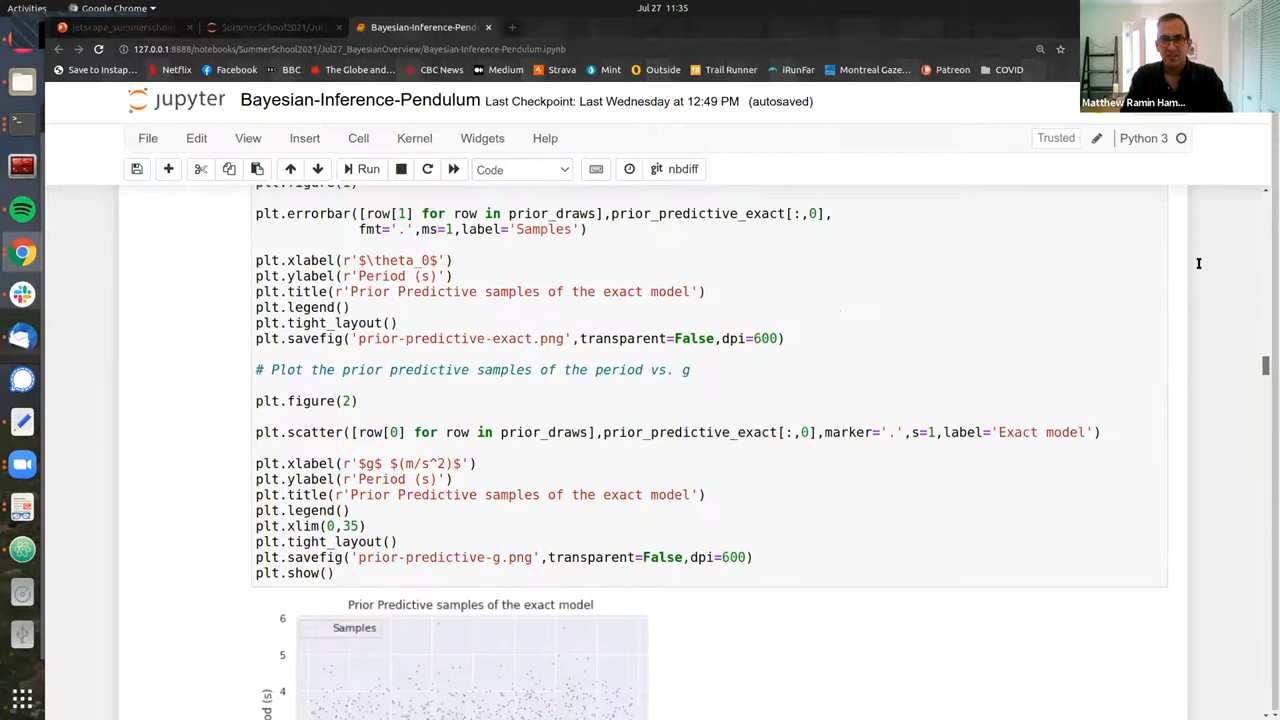 Activities
Google Chrome
Jul 27 11:35
jetscape_summerschool
SummerSchool2021/Jul
Bayesian-Inference-Pend
127.0.0.1:8888/notebooks/SummerSchool2021/Jul27_BayesianOverview/Bayesian-Inference-Pendulum.ipynb
Save to Instap... Netflix Facebook BBC The Globe and... CBC News Medium Strava Mint Outside Trail Runner iRunFar Montreal Gaze... Patreon COVID
Matthew Ramin Ham...
jupyter Bayesian-Inference-Pendulum Last Checkpoint: Last Wednesday at 12:49 PM (autosaved)
File Edit View Insert Cell Kernel Widgets Help
Trusted Python 3
Run Code git nbdiff
plt.figure(1)
plt.errorbar([row[1] for row in prior_draws],prior_predictive_exact[:,0],
fmt='.',ms=1,label='Samples')
plt.xlabel(r'$\theta_0$')
plt.ylabel(r'Period (s)')
plt.title(r'Prior Predictive samples of the exact model')
plt.legend()
plt.tight_layout()
plt.savefig('prior-predictive-exact.png',transparent=False,dpi=600)
# Plot the prior predictive samples of the period vs. g
plt.figure(2)
plt.scatter([row[0] for row in prior_draws],prior_predictive_exact[:,0],marker='.',s=1,label='Exact model')
plt.xlabel(r'$g$ $(m/s^2)$')
plt.ylabel(r'Period (s)')
plt.title(r'Prior Predictive samples of the exact model')
plt.legend()
plt.xlim(0,35)
plt.tight_layout()
plt.savefig('prior-predictive-g.png',transparent=False,dpi=600)
plt.show()
Prior Predictive samples of the exact model
6
Samples
5
4
(s)